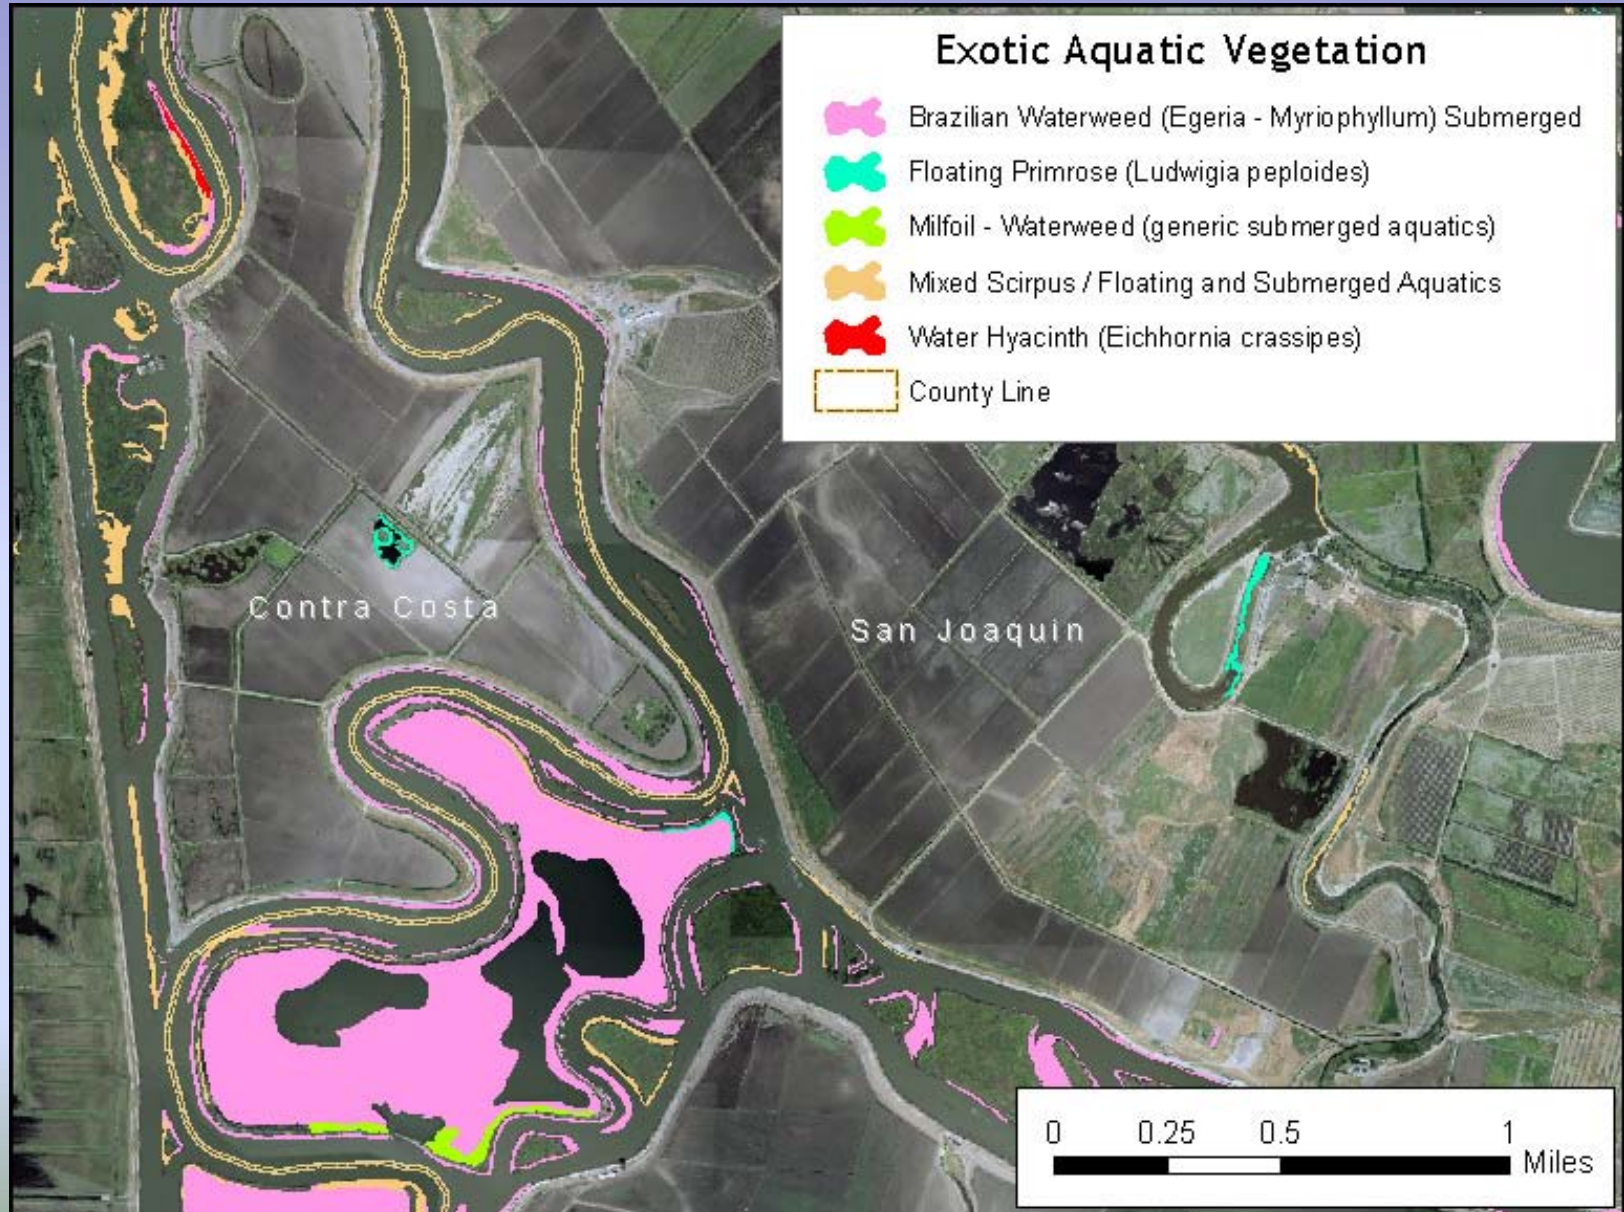 Exotic Aquatic Vegetation
Brazilian Waterweed (Egeria - Myriophyllum) Submerged
Floating Primrose (Ludwigia peploides)
Milfoil - Waterweed (generic submerged aquatics)
Mixed Scirpus / Floating and Submerged Aquatics
Water Hyacinth (Eichhornia crassipes)
County Line
Contra Costa
San Joaquin
0 0.25 0.5 1
Miles